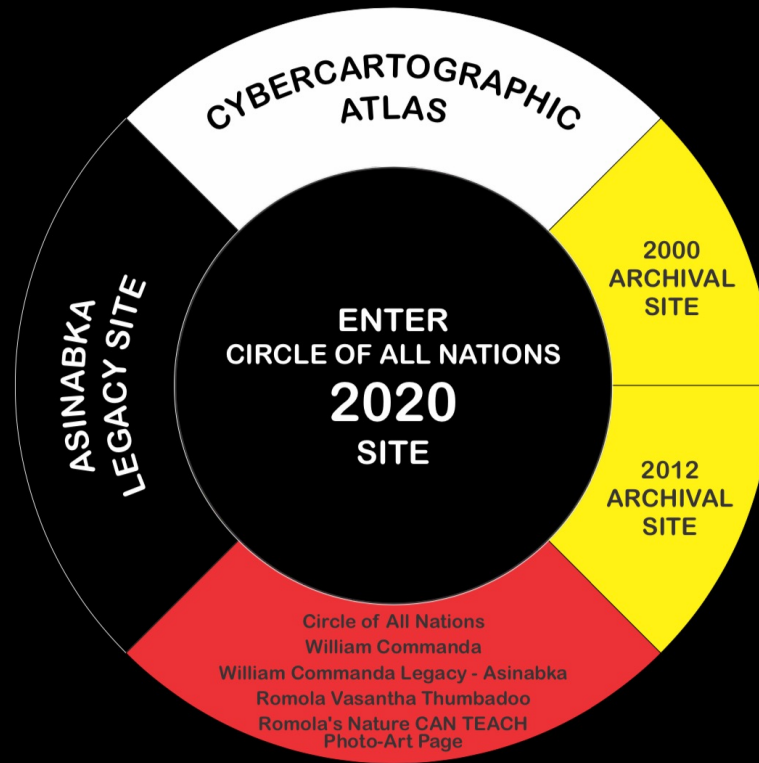 CYBERCARTOGRAPHIC
ATLAS
2000
ARCHIVAL
SITE
ASINABKA
LEGACY SITE
ENTER
CIRCLE OF ALL NATIONS
2020
SITE
2012
ARCHIVAL
SITE
Circle of All Nations
William Commanda
William Commanda Legacy - Asinabka
Romola Vasantha Thumbadoo
Romola's Nature CAN TEACH
Photo-Art Page